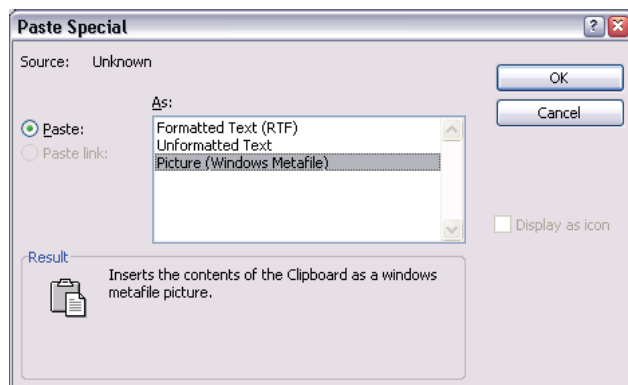 Paste Special
Source: Unknown
OK
Cancel
As:
Paste:
Paste link:
Formatted Text (RTF)
Unformatted Text
Picture (Windows Metafile)
Display as icon
Result
Inserts the contents of the Clipboard as a windows
metafile picture.